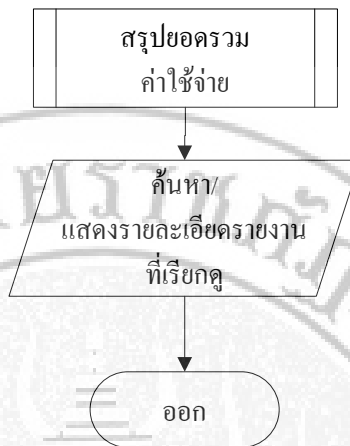 สรุปยอดรวม
ค่าใช้จ่าย
ค้นหา/
แสดงรายละเอียดรายงาน
ที่เรียกดู
ออก